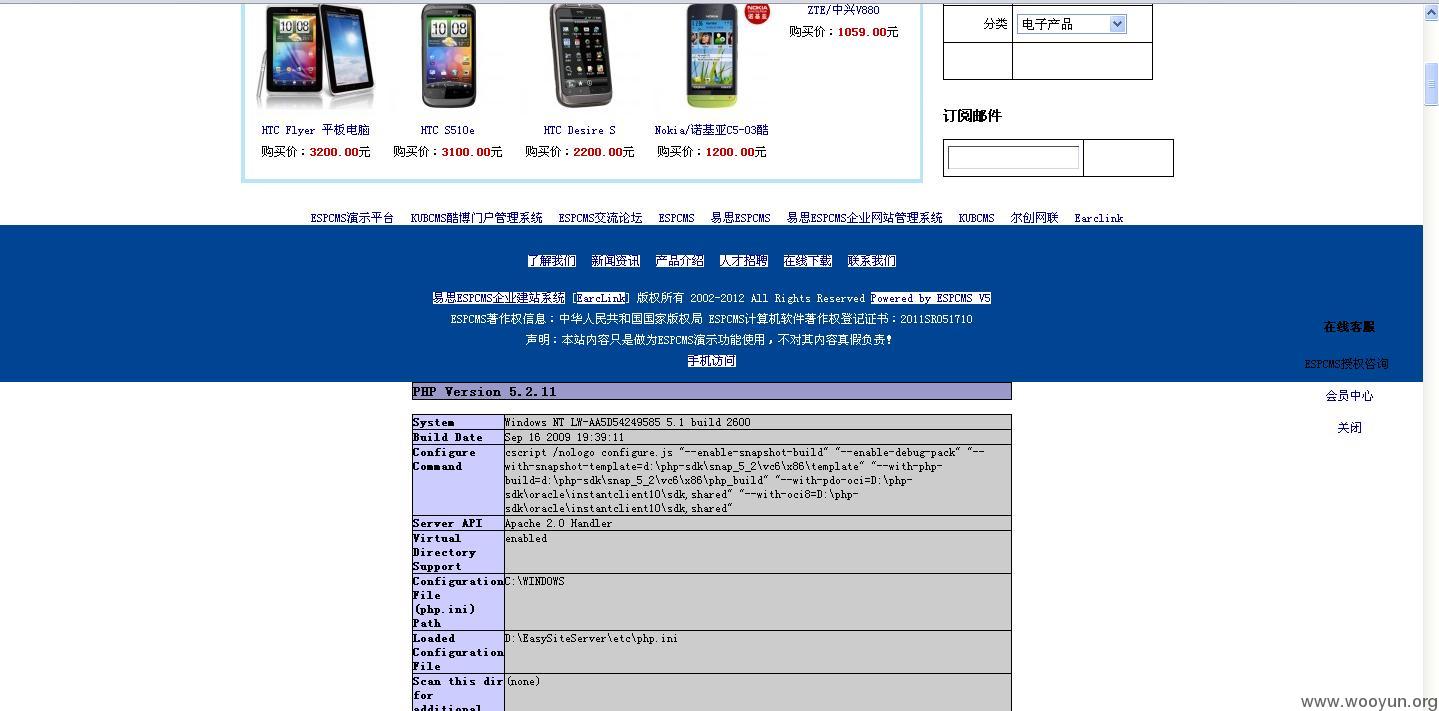 ZTE/中兴V880
购买价：1059.00元
分类 电子产品
订阅邮件
HTC Flyer 平板电脑 HTC S510e HTC Desire S Nokia/诺基亚C5-03酷
购买价：3200.00元 购买价：3100.00元 购买价：2200.00元 购买价：1200.00元
ESPCMS演示平台 KUBCMS酷博门户管理系统 ESPCMS交流论坛 ESPCMS 易思ESPCMS 易思ESPCMS企业网站管理系统 KUBCMS 尔创网联 Earclink
了解我们 新闻资讯 产品介绍 人才招聘 在线下载 联系我们
易思ESPCMS企业建站系统 [EarcLink] 版权所有 2002-2012 All Rights Reserved Powered by ESPCMS V5
ESPCMS著作权信息：中华人民共和国国家版权局 ESPCMS计算机软件著作权登记证书：2011SR051710
声明：本站内容只是做为ESPCMS演示功能使用，不对其内容真假负责！
手机访问
在线客服
ESPCMS授权咨询
会员中心
关闭
PHP Version 5.2.11
System Windows NT LW-AA5D54249585 5.1 build 2600
Build Date Sep 16 2009 19:39:11
Configure Command cscript /nologo configure.js "--enable-snapshot-build" "--enable-debug-pack" "--
with-snapshot-template=d:\php-sdk\snap_5_2\vc6\x86\template" "--with-php-
build=d:\php-sdk\snap_5_2\vc6\x86\php_build" "--with-pdo-oci=D:\php-
sdk\oracle\instantclient10\sdk,shared" "--with-oci8=D:\php-
sdk\oracle\instantclient10\sdk,shared"
Server API Apache 2.0 Handler
Virtual enabled
Directory
Support
Configuration C:\WINDOWS
File
(php.ini)
Path
Loaded D:\EasySiteServer\etc\php.ini
Configuration
File
Scan this dir (none)
for
additional
www.wooyun.org